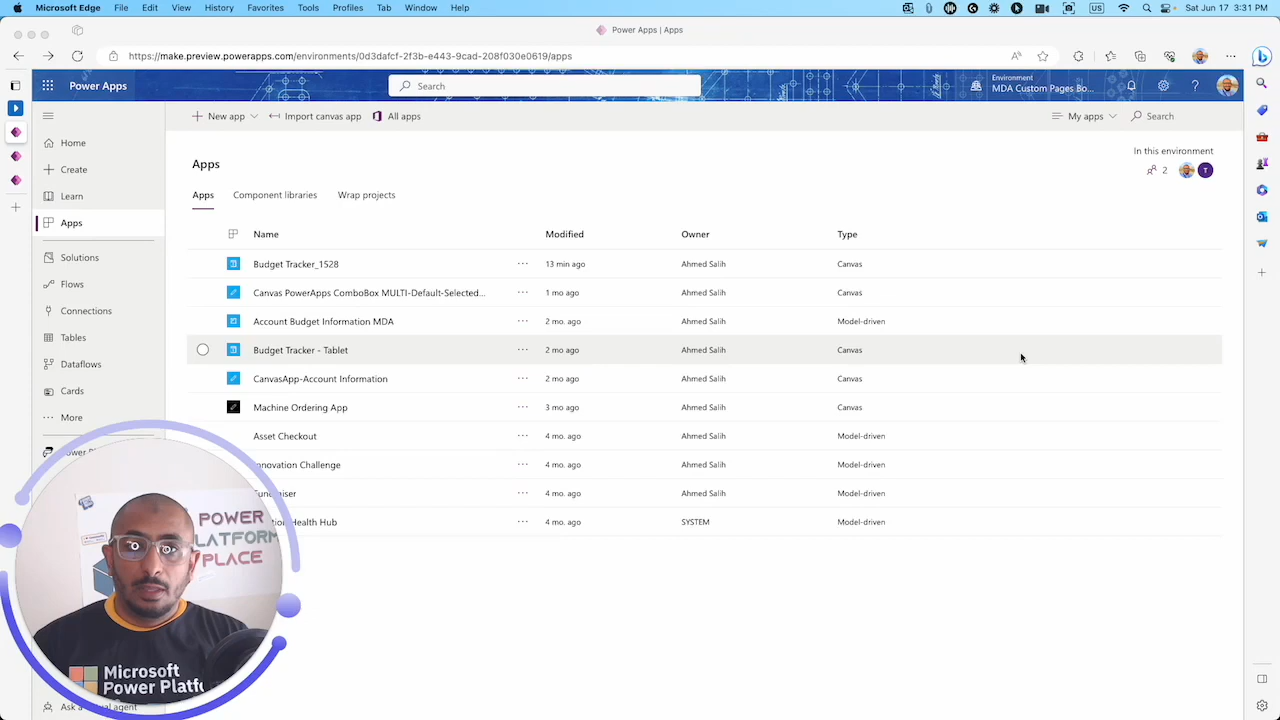 Microsoft Edge File Edit View History Favorites Tools Profiles Tab Window Help US Sat Jun 17 3:31 PM
Power Apps | Apps
https://make.preview.powerapps.com/environments/0d3dafcf-2f3b-e443-9cad-208f030e0619/apps
Power Apps
Search
Environment
MDA Custom Pages Bo...
New app
Import canvas app
All apps
My apps
Search
Home
Create
Learn
Apps
Solutions
Flows
Connections
Tables
Dataflows
Cards
More
Apps
In this environment
2
T
Apps Component libraries Wrap projects
Name Modified Owner Type
Budget Tracker_1528 ... 13 min ago Ahmed Salih Canvas
Canvas PowerApps ComboBox MULTI-Default-Selected... ... 1 mo ago Ahmed Salih Canvas
Account Budget Information MDA ... 2 mo. ago Ahmed Salih Model-driven
Budget Tracker - Tablet ... 2 mo ago Ahmed Salih Canvas
CanvasApp-Account Information ... 2 mo ago Ahmed Salih Canvas
Machine Ordering App ... 3 mo ago Ahmed Salih Canvas
Asset Checkout ... 4 mo. ago Ahmed Salih Model-driven
nnovation Challenge ... 4 mo. ago Ahmed Salih Model-driven
... 4 mo. ago Ahmed Salih Model-driven
Health Hub ... 4 mo. ago SYSTEM Model-driven
POWER
PLATFORM
PLACE
Microsoft
Power Platf
Ask a
agent